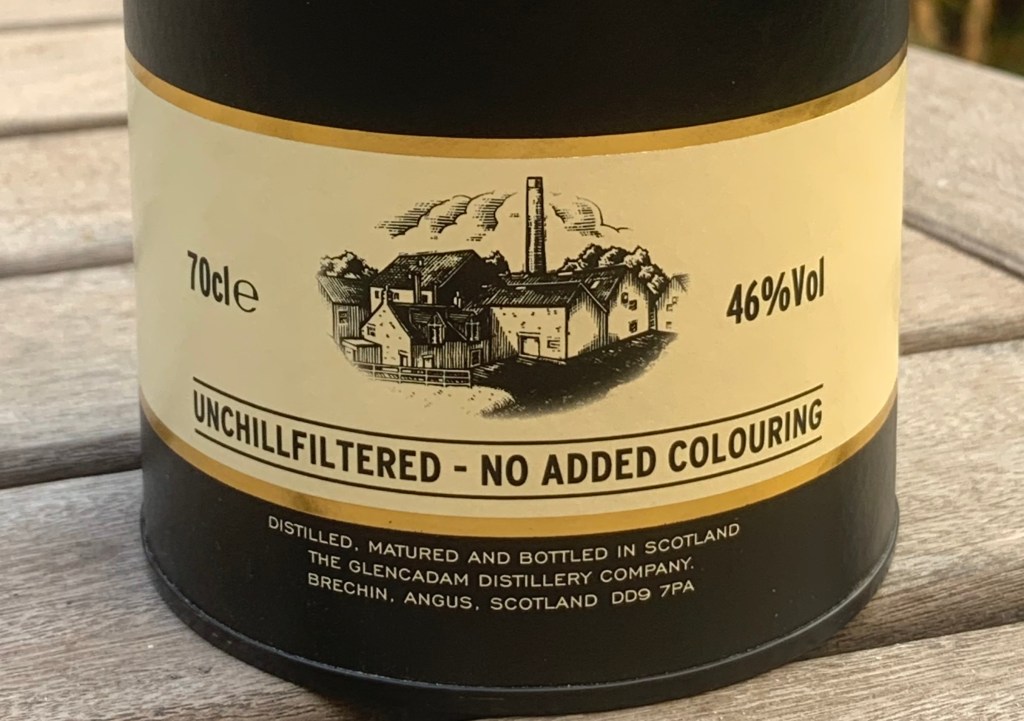 70cl℮
46%Vol
UNCHILLFILTERED - NO ADDED COLOURING
DISTILLED, MATURED AND BOTTLED IN SCOTLAND
THE GLENCADAM DISTILLERY COMPANY.
BRECHIN, ANGUS, SCOTLAND DD9 7PA